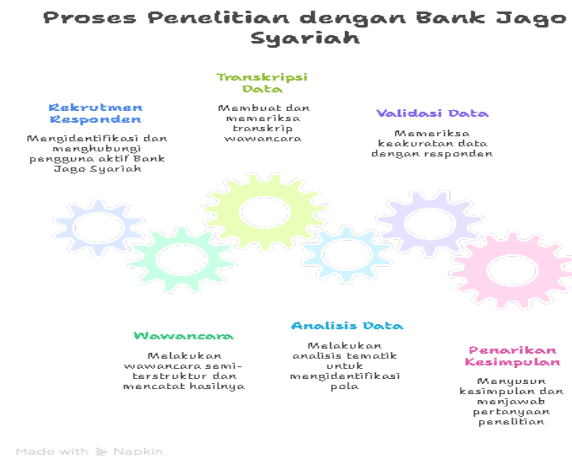 Proses Penelitian dengan Bank Jago
Syariah
Rekrutmen
Responden
Mengidentifikasi dan
menghubungi
pengguna aktif Bank
Jago Syariah
Wawancara
Melakukan
wawancara semi-
terstruktur dan
mencatat hasilnya
Transkripsi
Data
Membuat dan
memeriksa
transkrip
wawancara
Analisis Data
Melakukan
analisis tematik
untuk
mengidentifikasi
pola
Validasi Data
Memeriksa
keakuratan data
dengan responden
Penarikan
Kesimpulan
Menyusun
kesimpulan dan
menjawab
pertanyaan
penelitian
Made with Napkin